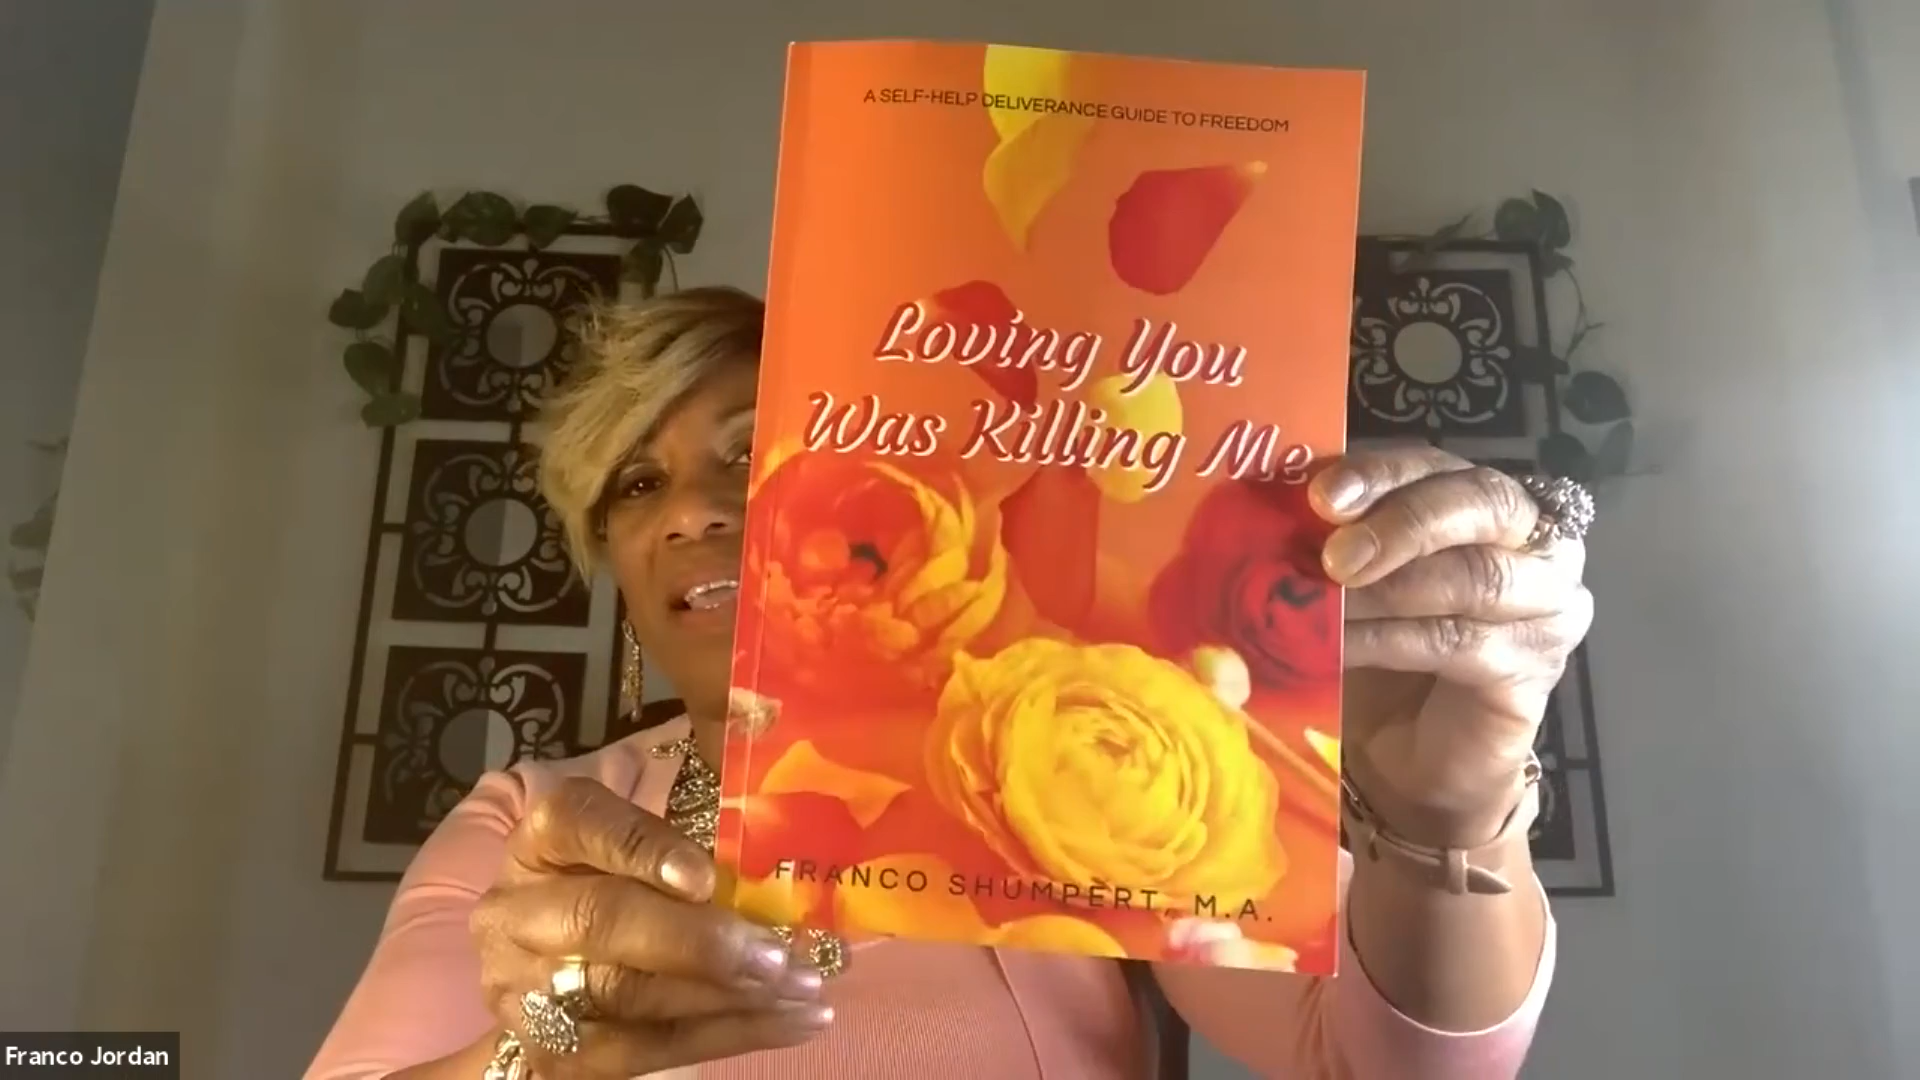 A SELF-HELP DELIVERANCE GUIDE TO FREEDOM
Loving You
Was Killing Me
FRANCO SHUMPERT, M.A.
Franco Jordan